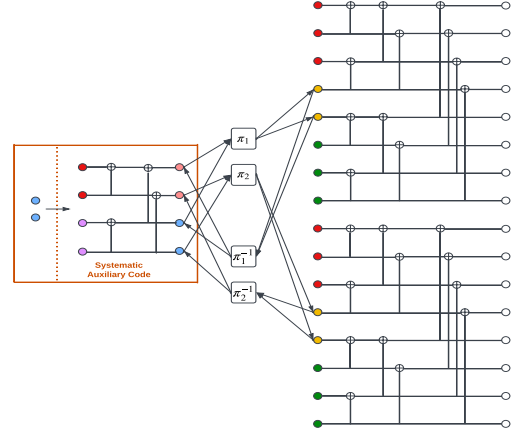 π₁
π₂
π₁⁻¹
π₂⁻¹
Systematic
Auxiliary Code